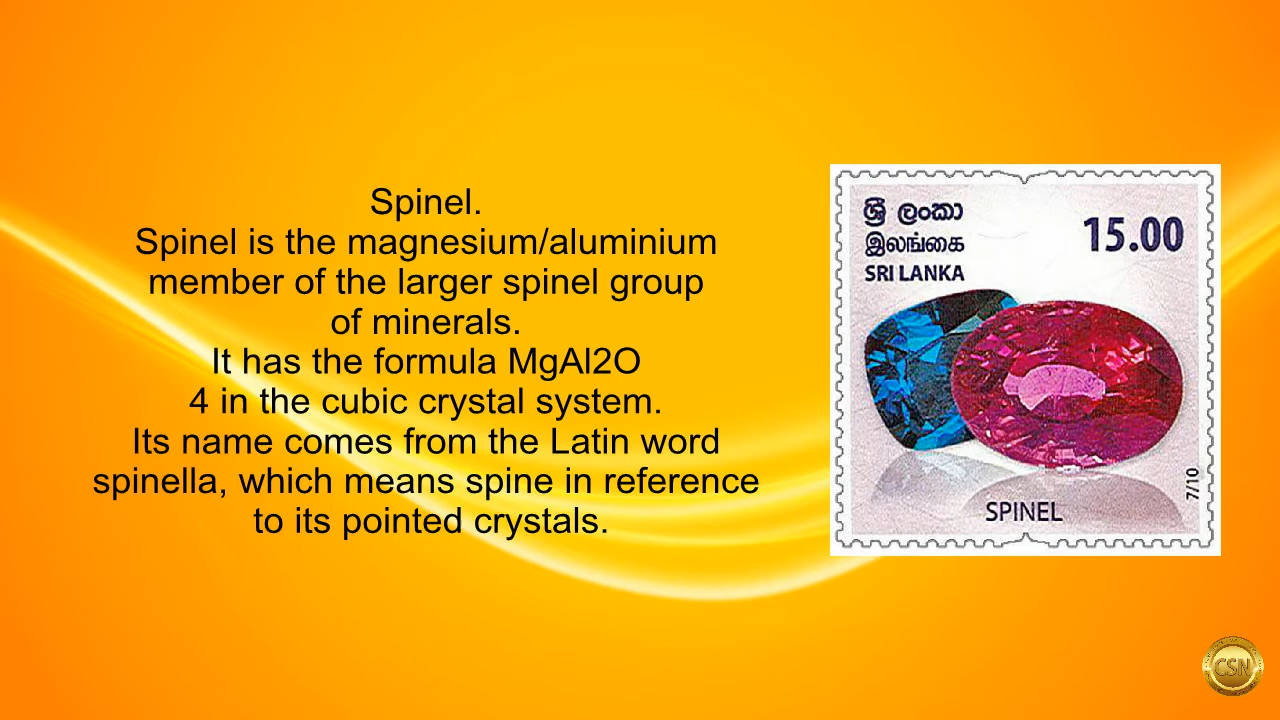 Spinel.
Spinel is the magnesium/aluminium
member of the larger spinel group
of minerals.
It has the formula MgAl2O
4 in the cubic crystal system.
Its name comes from the Latin word
spinella, which means spine in reference
to its pointed crystals.
ශ්‍රී ලංකා
இலங்கை
SRI LANKA
15.00
7/10
SPINEL
CSN